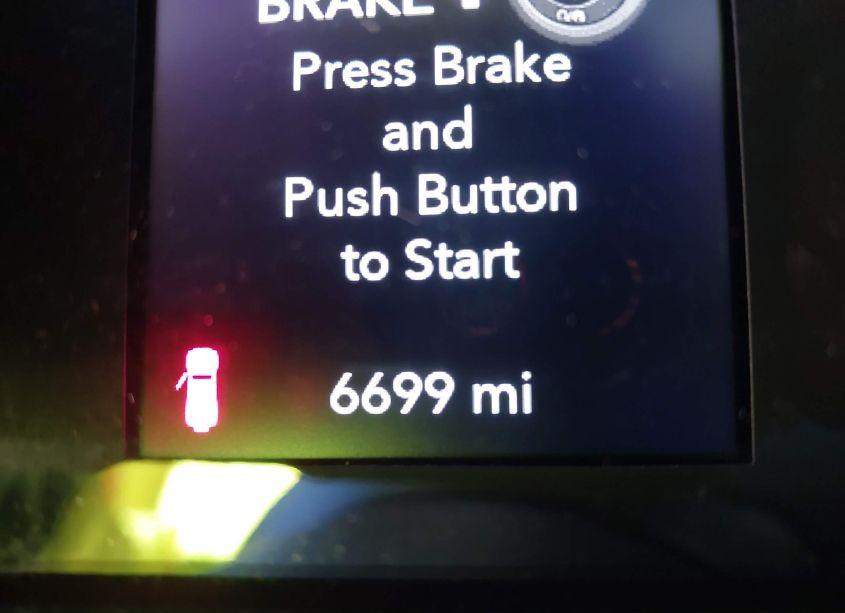 BRAKE +
Press Brake
and
Push Button
to Start
6699 mi